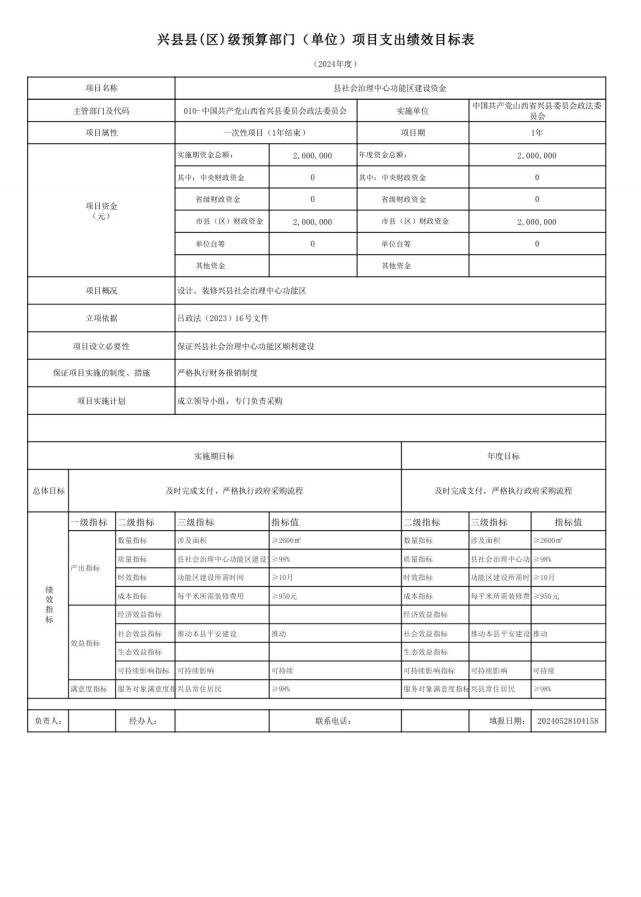 兴县县(区)级预算部门（单位）项目支出绩效目标表
（2024年度）
项目名称 县社会治理中心功能区建设资金
主管部门及代码 010-中国共产党山西省兴县委员会政法委员会 实施单位 中国共产党山西省兴县委员会政法委员会
项目属性 一次性项目（1年结束） 项目期 1年
项目资金（元）
实施期资金总额： 2,000,000 年度资金总额： 2,000,000
其中：中央财政资金 0 其中：中央财政资金 0
省级财政资金 0 省级财政资金 0
市县（区）财政资金 2,000,000 市县（区）财政资金 2,000,000
单位自筹 0 单位自筹 0
其他资金 其他资金
项目概况 设计、装修兴县社会治理中心功能区
立项依据 吕政法（2023）16号文件
项目设立必要性 保证兴县社会治理中心功能区顺利建设
保证项目实施的制度、措施 严格执行财务报销制度
项目实施计划 成立领导小组，专门负责采购
实施期目标 年度目标
总体目标 及时完成支付，严格执行政府采购流程 及时完成支付，严格执行政府采购流程
绩效指标
一级指标 二级指标 三级指标 指标值 二级指标 三级指标 指标值
产出指标
数量指标 涉及面积 ≥2600㎡ 数量指标 涉及面积 ≥2600㎡
质量指标 县社会治理中心功能区建设 ≥98% 质量指标 县社会治理中心功 ≥98%
时效指标 功能区建设所需时间 ≥10月 时效指标 功能区建设所需时 ≥10月
成本指标 每平米所需装修费用 ≥950元 成本指标 每平米所需装修费 ≥950元
效益指标
经济效益指标 经济效益指标
社会效益指标 推动本县平安建设 推动 社会效益指标 推动本县平安建设 推动
生态效益指标 生态效益指标
可持续影响指标 可持续影响 可持续 可持续影响指标 可持续影响 可持续
满意度指标 服务对象满意度指 兴县常住居民 ≥98% 服务对象满意度指标 兴县常住居民 ≥98%
负责人： 经办人： 联系电话： 填报日期： 20240528104158